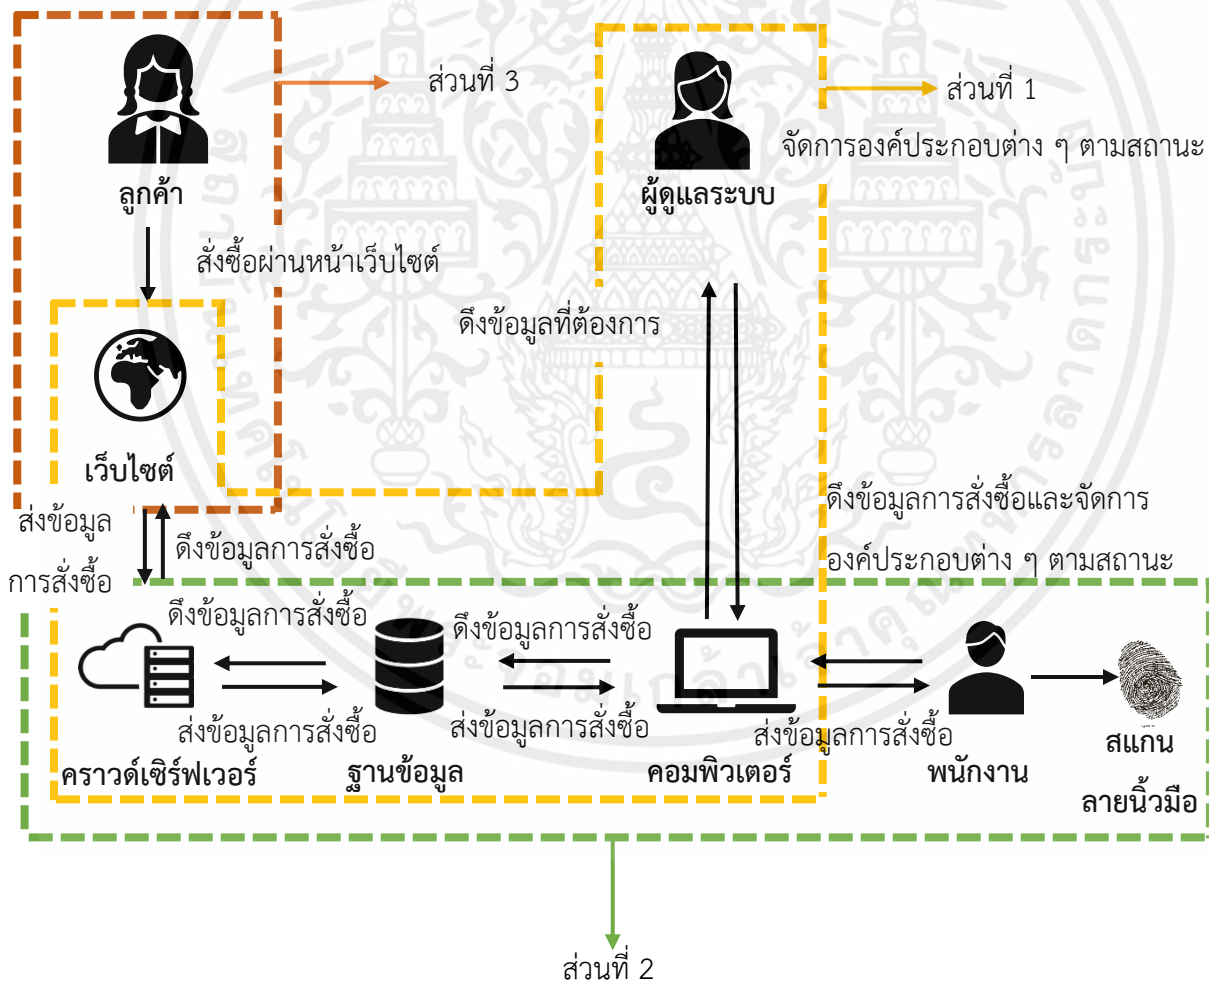 ส่วนที่ 3
ส่วนที่ 1
จัดการองค์ประกอบต่าง ๆ ตามสถานะ
ลูกค้า
ผู้ดูแลระบบ
สั่งซื้อผ่านหน้าเว็บไซต์
ดึงข้อมูลที่ต้องการ
เว็บไซต์
ส่งข้อมูล
การสั่งซื้อ
ดึงข้อมูลการสั่งซื้อ
ดึงข้อมูลการสั่งซื้อและจัดการ
องค์ประกอบต่าง ๆ ตามสถานะ
ดึงข้อมูลการสั่งซื้อ
ดึงข้อมูลการสั่งซื้อ
ส่งข้อมูลการสั่งซื้อ
ส่งข้อมูลการสั่งซื้อ
ส่งข้อมูลการสั่งซื้อ
คราวด์เซิร์ฟเวอร์
ฐานข้อมูล
คอมพิวเตอร์
พนักงาน
สแกน
ลายนิ้วมือ
ส่วนที่ 2